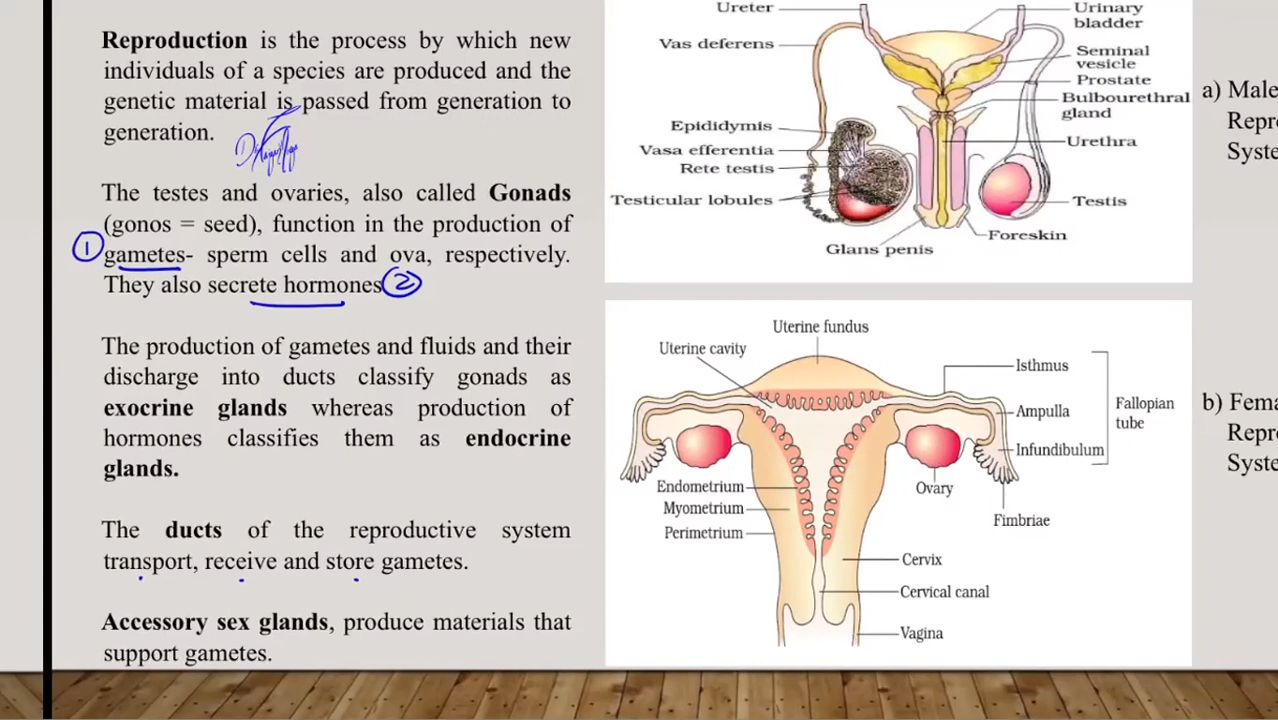 Reproduction is the process by which new
individuals of a species are produced and the
genetic material is passed from generation to
generation.
The testes and ovaries, also called Gonads
(gonos = seed), function in the production of
1
gametes- sperm cells and ova, respectively.
They also secrete hormones 2
The production of gametes and fluids and their
discharge into ducts classify gonads as
exocrine glands whereas production of
hormones classifies them as endocrine
glands.
The ducts of the reproductive system
transport, receive and store gametes.
Accessory sex glands, produce materials that
support gametes.
Ureter
Vas deferens
Epididymis
Vasa efferentia
Rete testis
Testicular lobules
Glans penis
Urinary
bladder
Seminal
vesicle
Prostate
Bulbourethral
gland
Urethra
Testis
Foreskin
a) Male
Repro
Syste
Uterine fundus
Uterine cavity
Isthmus
Ampulla
Fallopian
tube
Infundibulum
Endometrium
Ovary
Myometrium
Fimbriae
Perimetrium
Cervix
Cervical canal
Vagina
b) Fema
Repro
Syste